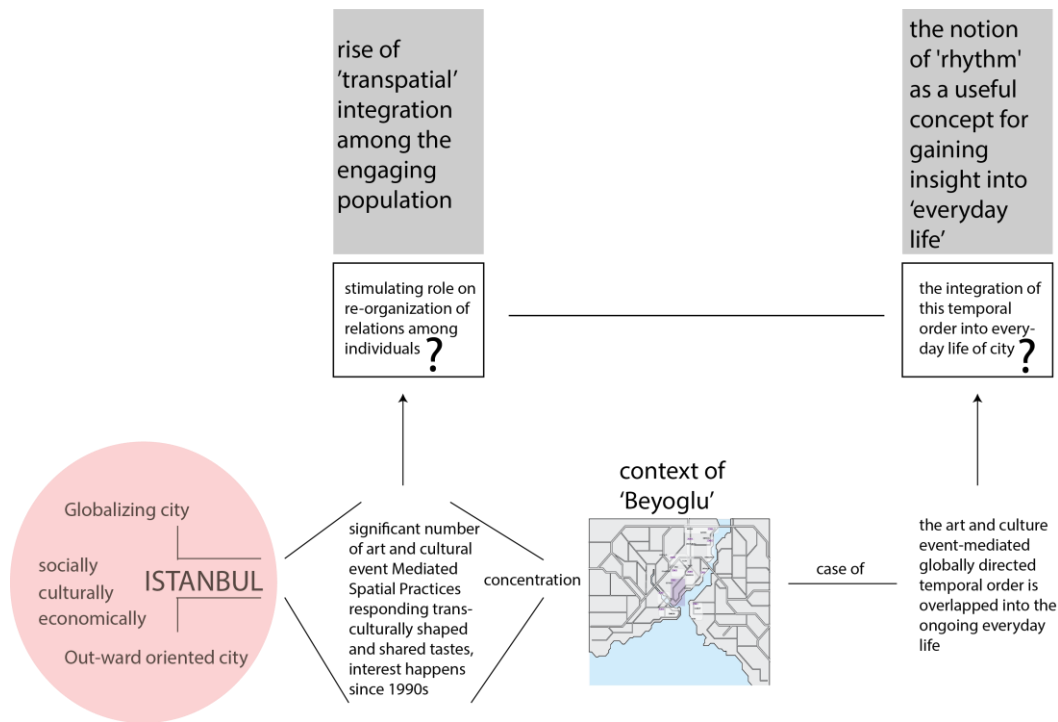 rise of
'transpatial'
integration
among the
engaging
population
the notion
of 'rhythm'
as a useful
concept for
gaining
insight into
‘everyday
life’
stimulating role on
re-organization of
relations among
individuals ?
the integration of
this temporal
order into every-
day life of city ?
Globalizing city
socially
culturally
economically
ISTANBUL
Out-ward oriented city
significant number
of art and cultural
event Mediated
Spatial Practices
responding trans-
culturally shaped
and shared tastes,
interest happens
since 1990s
concentration
context of
‘Beyoglu’
case of
the art and culture
event-mediated
globally directed
temporal order is
overlapped into the
ongoing everyday
life